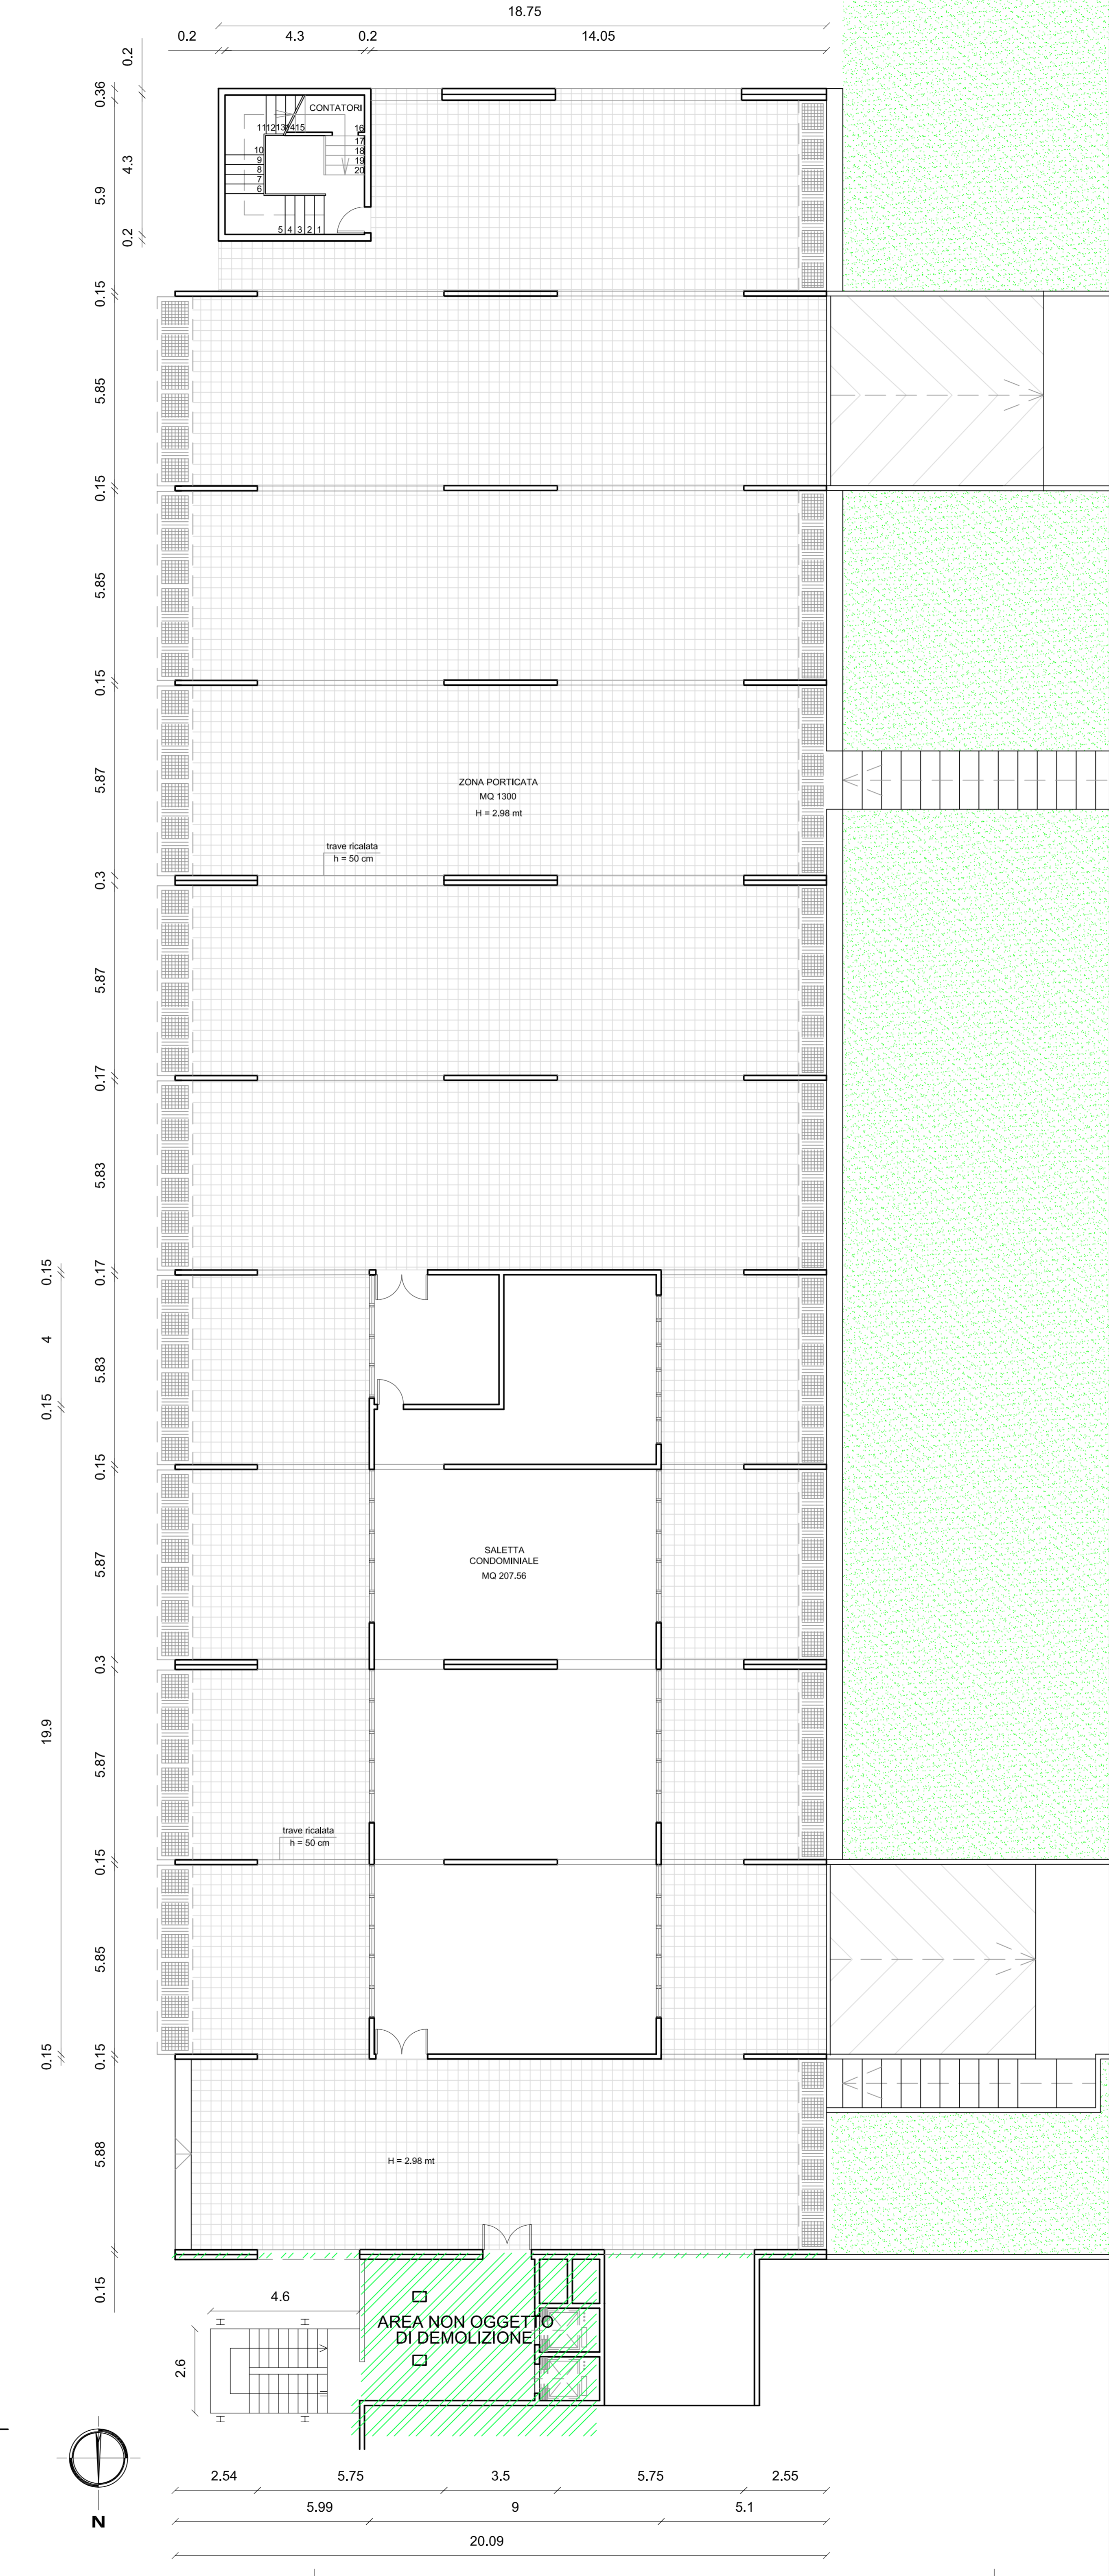 18.75
0.2 4.3 0.2 14.05
0.2
0.36
4.3
5.9
0.2
CONTATORI
11 12 13 14 15 16
17
18
19
20
10
9
8
7
6
5 4 3 2 1
0.15
5.85
0.15
5.85
0.15
5.87
ZONA PORTICATA
MQ 1300
H = 2.98 mt
trave ricalata
h = 50 cm
0.3
5.87
0.17
5.83
0.15
0.17
4
5.83
0.15
0.15
SALETTA
CONDOMINIALE
MQ 207.56
5.87
0.3
19.9
5.87
trave ricalata
h = 50 cm
0.15
5.85
0.15
0.15
5.88
H = 2.98 mt
0.15
4.6
AREA NON OGGETTO
DI DEMOLIZIONE
2.6
N
2.54 5.75 3.5 5.75 2.55
5.99 9 5.1
20.09